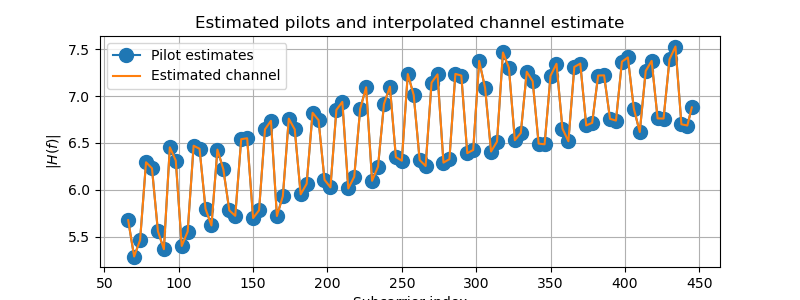 Estimated pilots and interpolated channel estimate
Pilot estimates
Estimated channel
|H(f)|
7.5
7.0
6.5
6.0
5.5
50 100 150 200 250 300 350 400 450
Subcarrier index